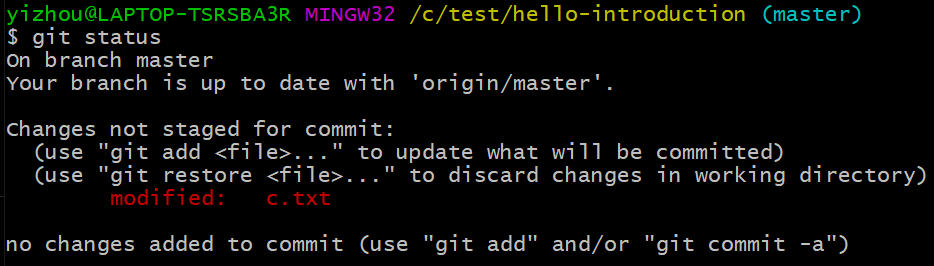 yizhou@LAPTOP-TSRSBA3R MINGW32 /c/test/hello-introduction (master)
$ git status
On branch master
Your branch is up to date with 'origin/master'.
Changes not staged for commit:
(use "git add <file>..." to update what will be committed)
(use "git restore <file>..." to discard changes in working directory)
modified: c.txt
no changes added to commit (use "git add" and/or "git commit -a")